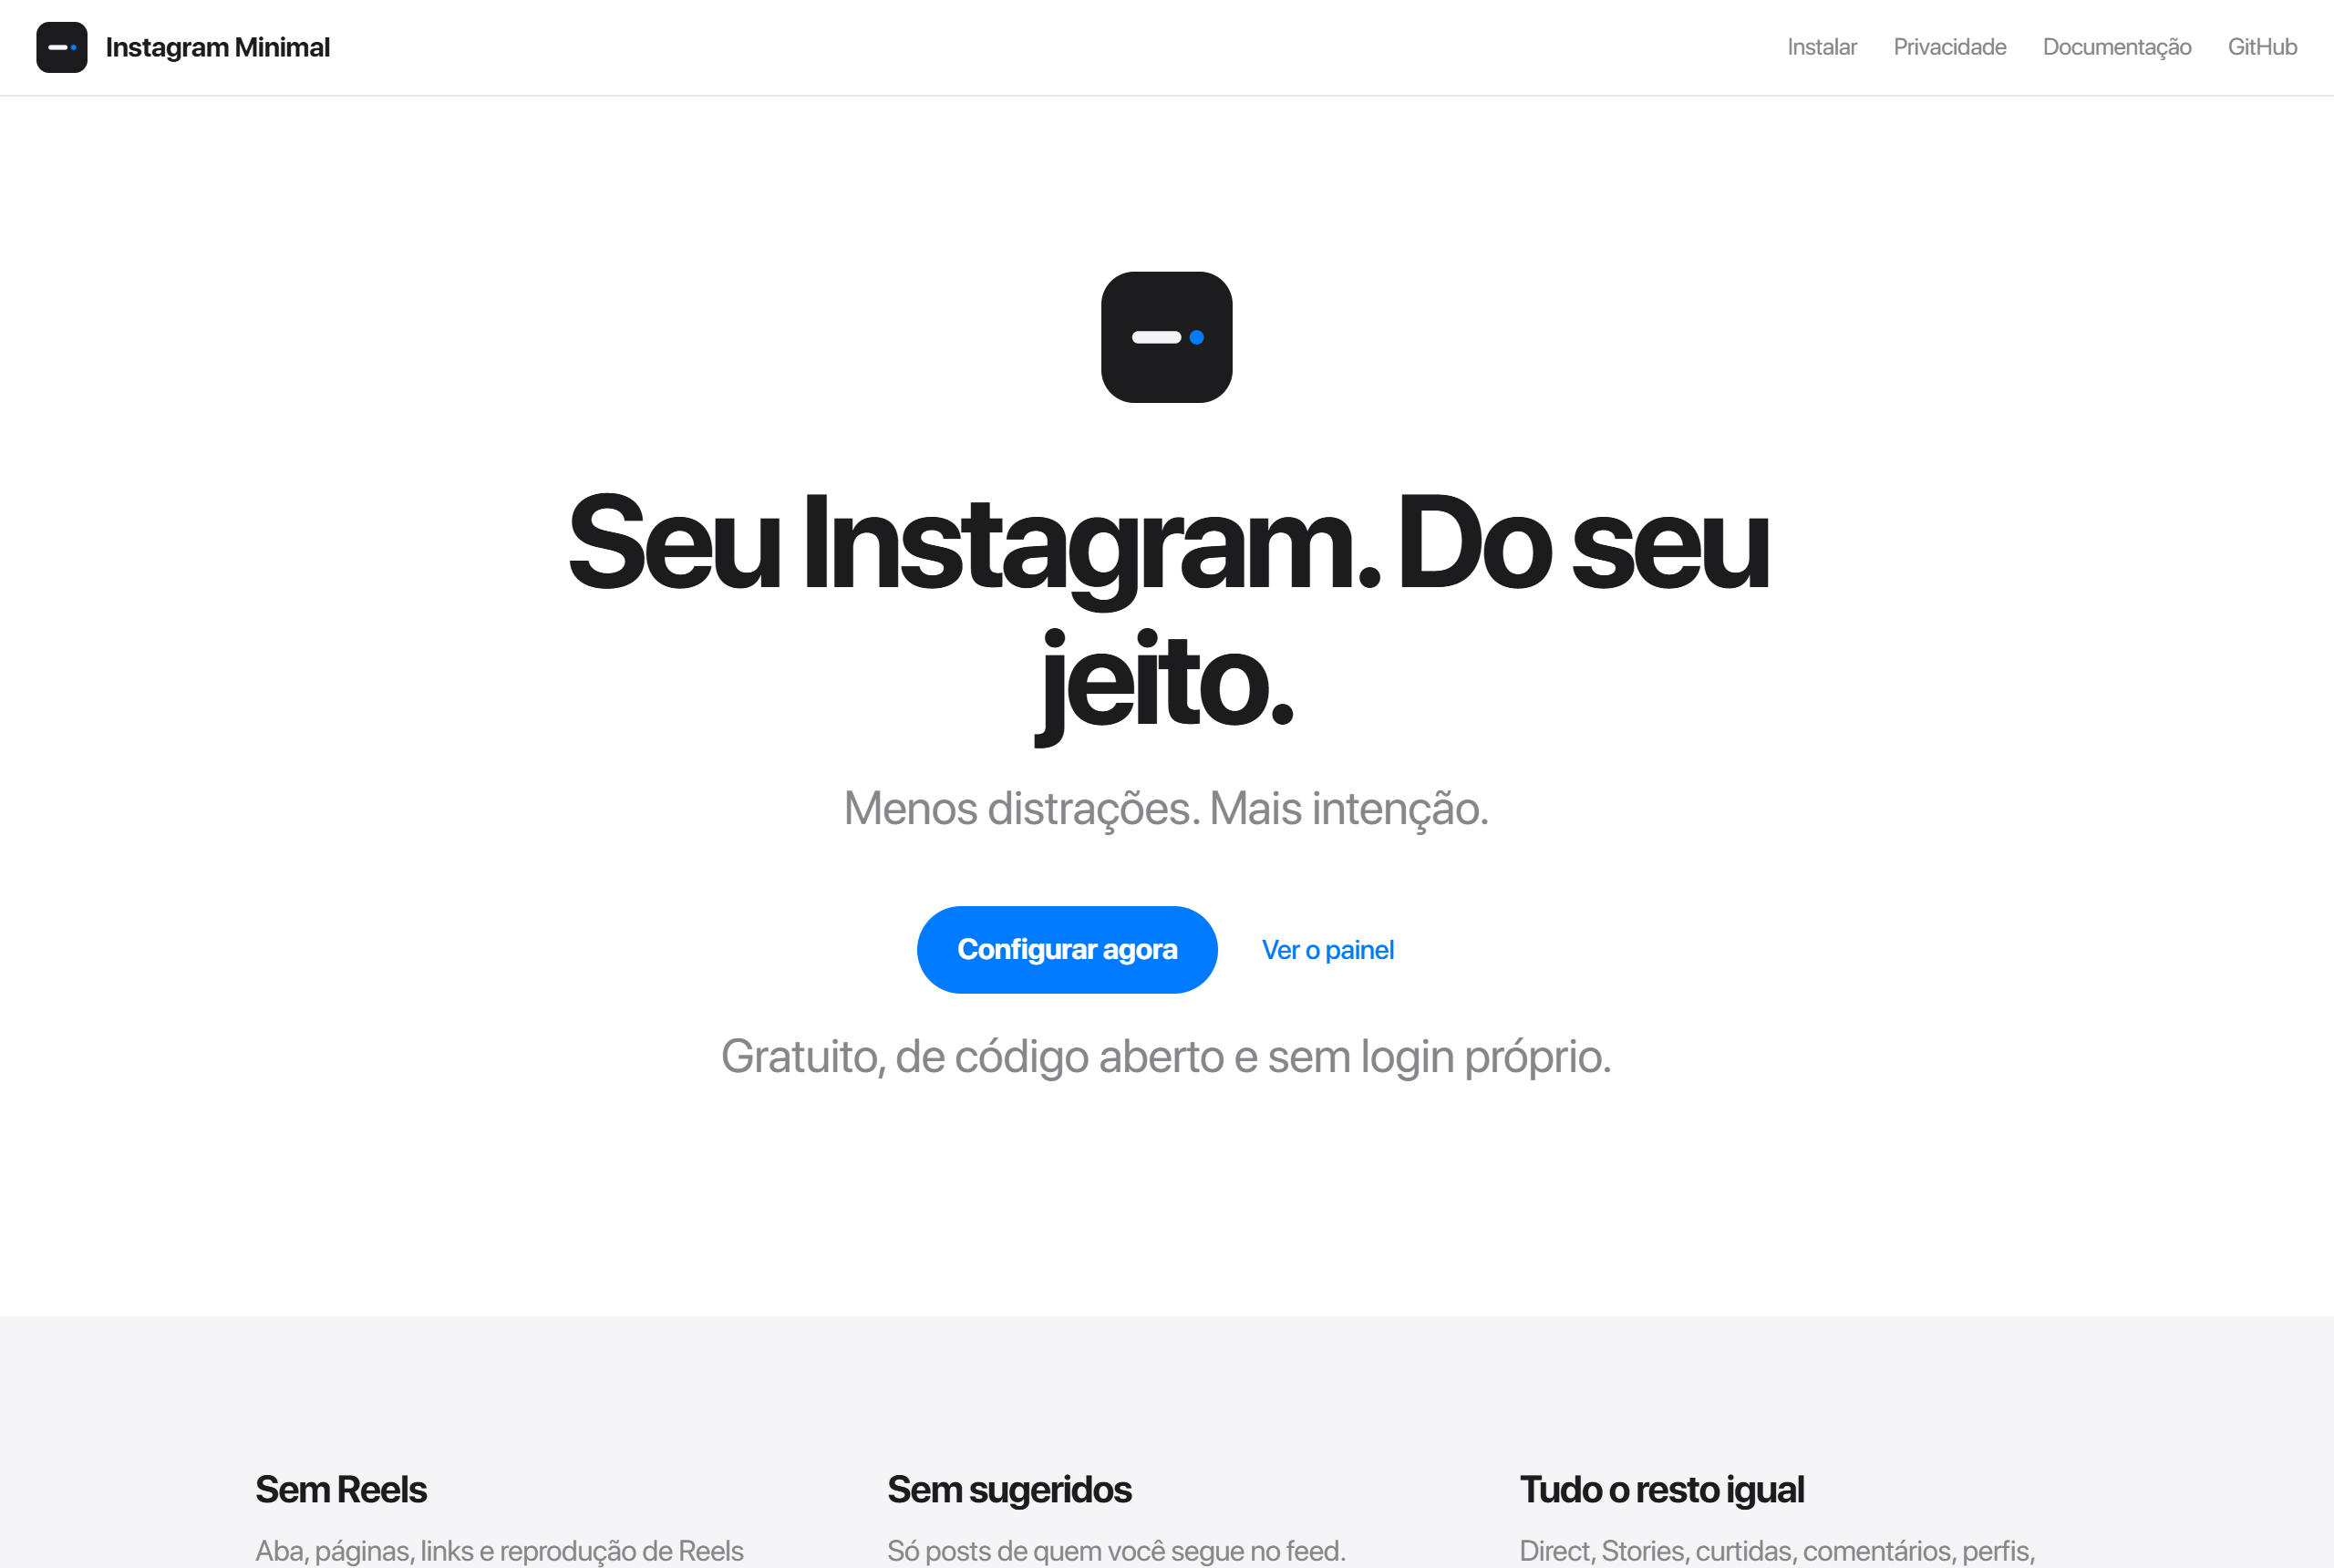 Instagram Minimal
Instalar
Privacidade
Documentação
GitHub
Seu Instagram. Do seu
jeito.
Menos distrações. Mais intenção.
Configurar agora
Ver o painel
Gratuito, de código aberto e sem login próprio.
Sem Reels
Aba, páginas, links e reprodução de Reels
Sem sugeridos
Só posts de quem você segue no feed.
Tudo o resto igual
Direct, Stories, curtidas, comentários, perfis,